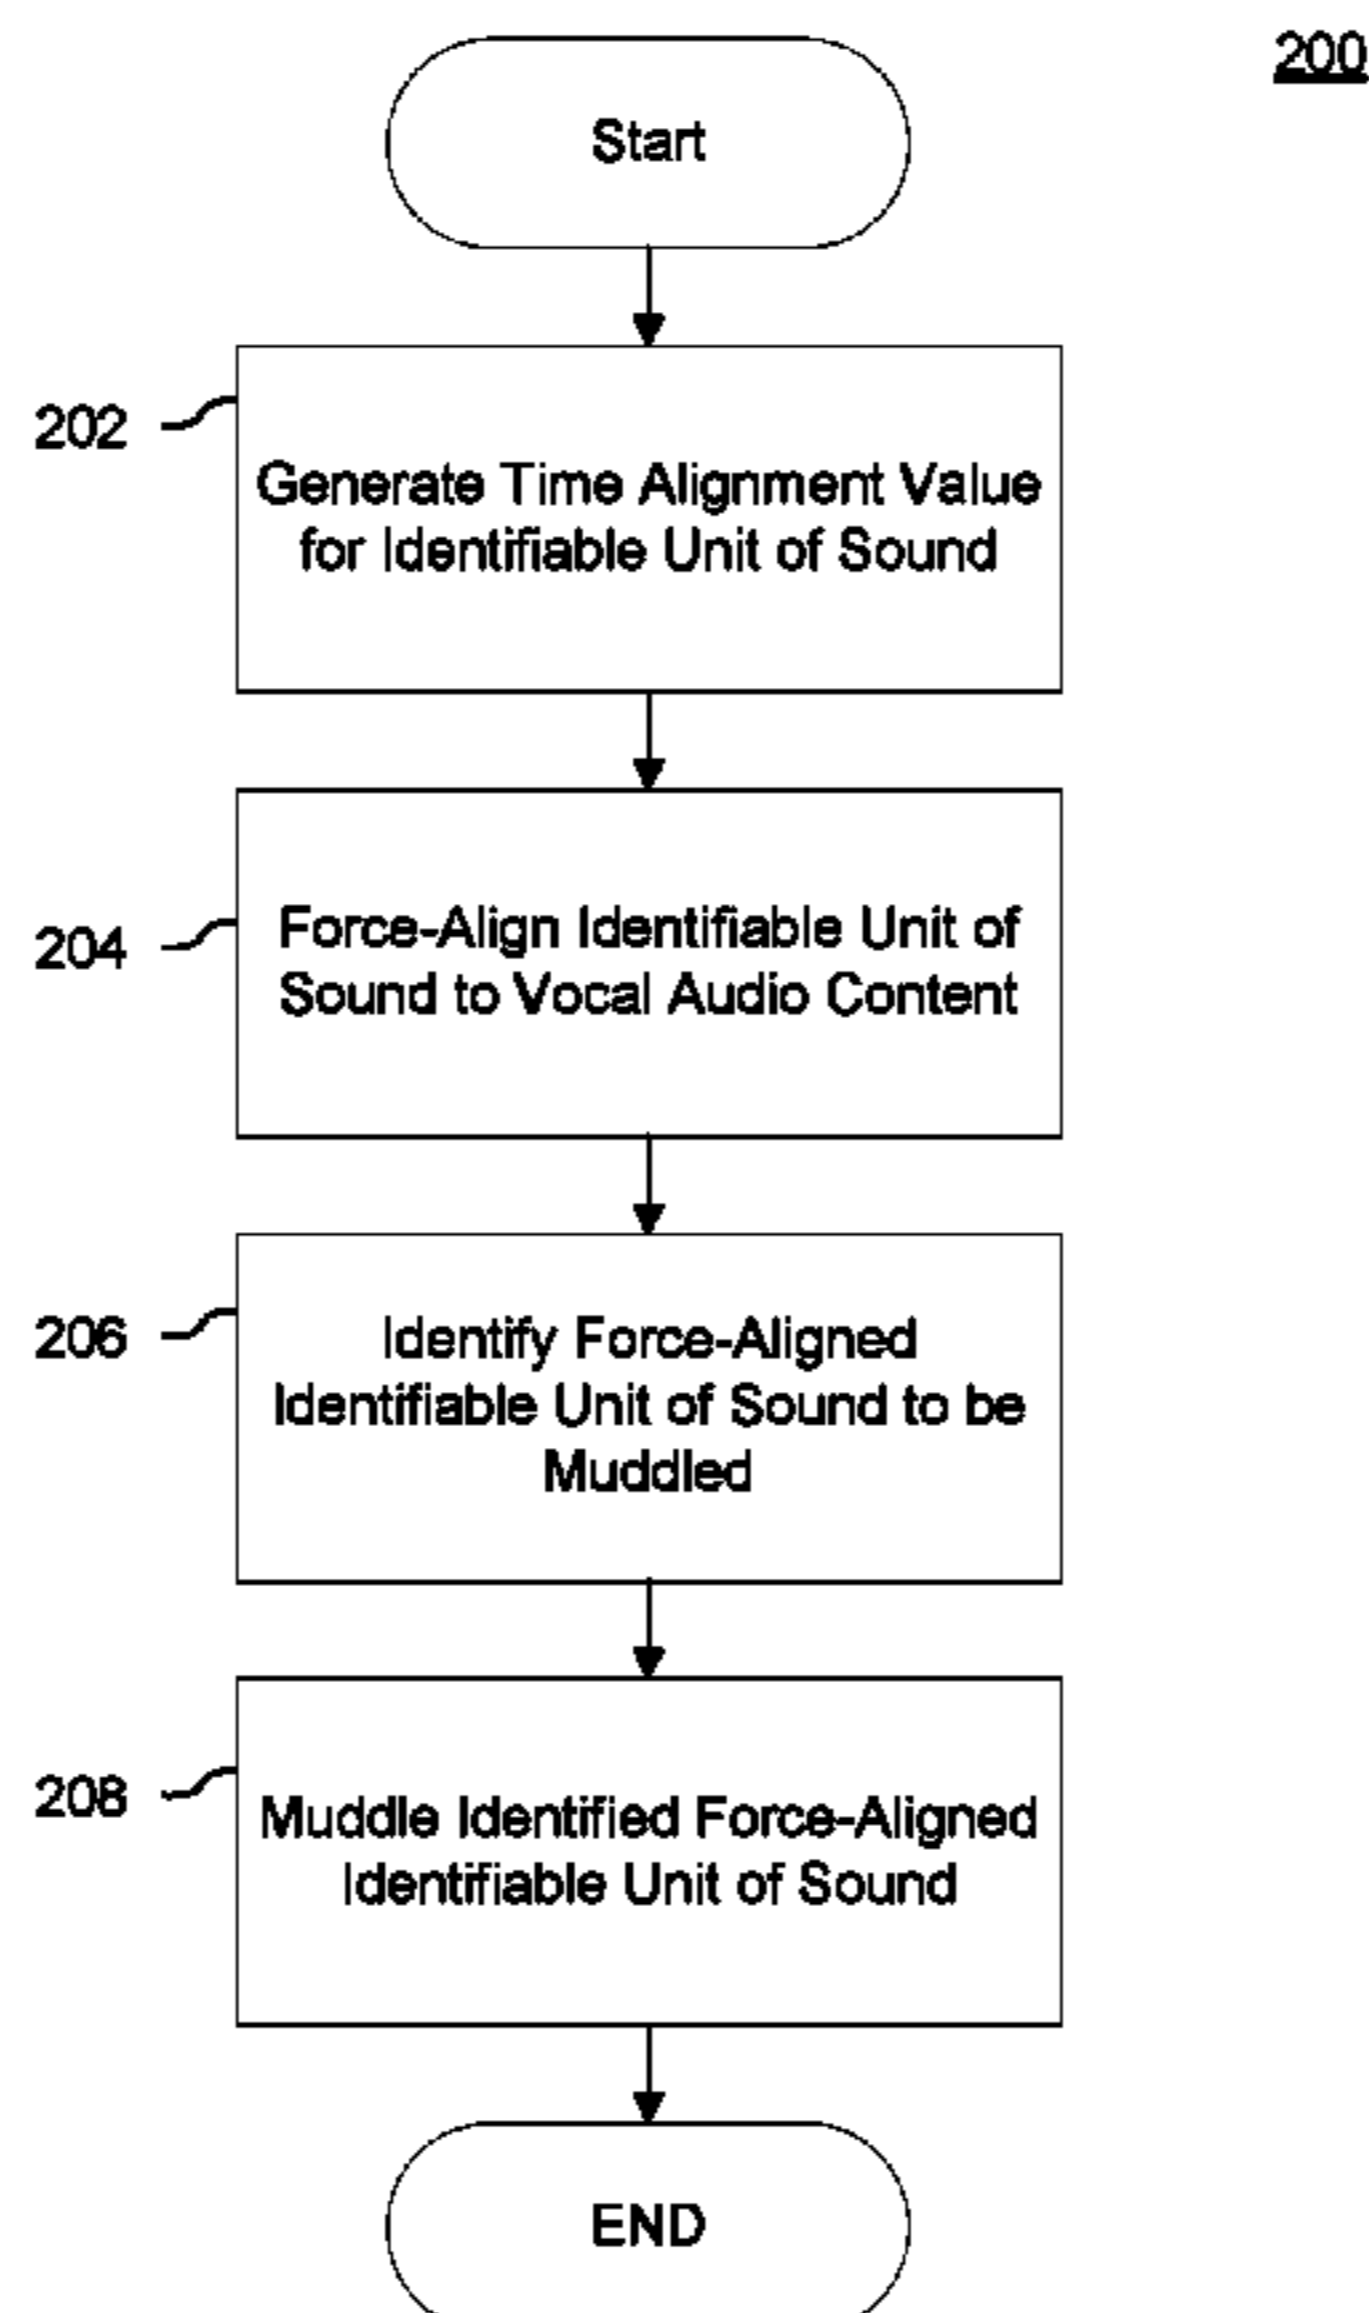 200
Start
202
Generate Time Alignment Value
for Identifiable Unit of Sound
204
Force-Align Identifiable Unit of
Sound to Vocal Audio Content
206
Identify Force-Aligned
Identifiable Unit of Sound to be
Muddled
208
Muddle Identified Force-Aligned
Identifiable Unit of Sound
END